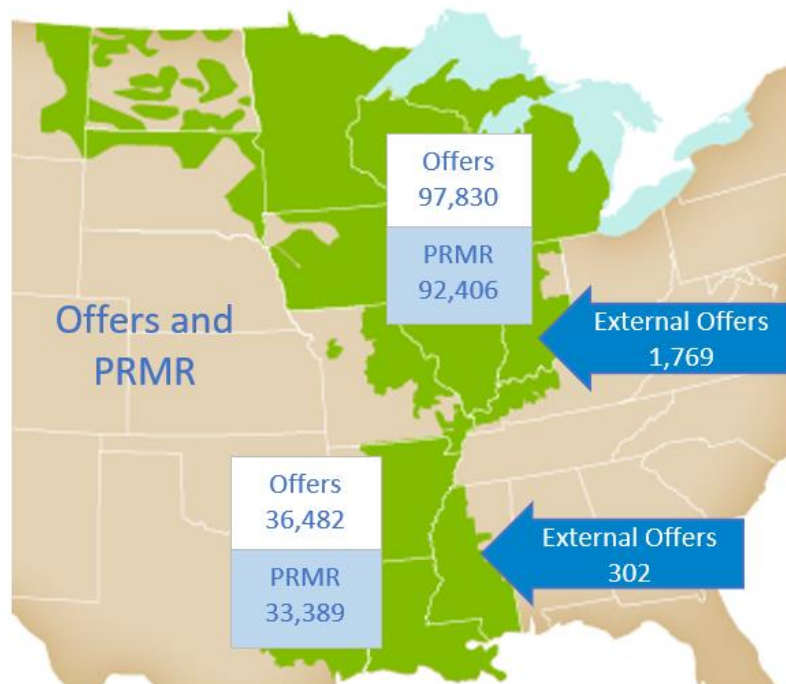 Offers
97,830
PRMR
92,406
Offers and
PRMR
External Offers
1,769
Offers
36,482
PRMR
33,389
External Offers
302